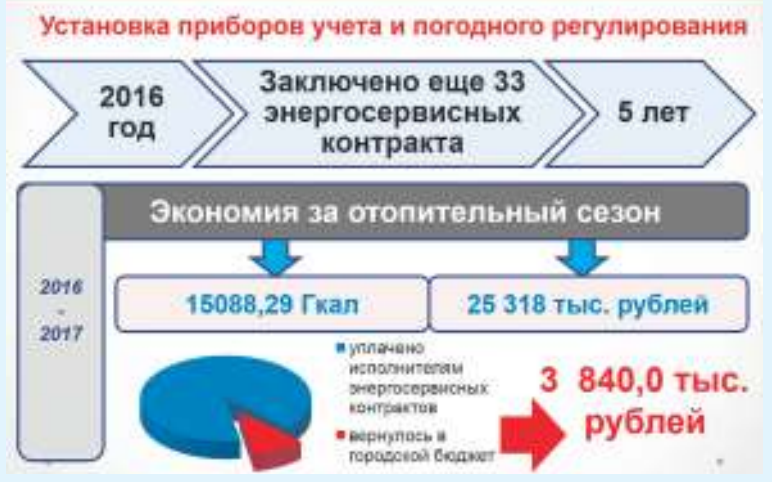 Установка приборов учета и погодного регулирования
2016
год
Заключено еще 33
энергосервисных
контракта
5 лет
Экономия за отопительный сезон
2016
-
2017
15088,29 Гкал
25 318 тыс. рублей
уплачено
исполнителям
энергосервисных
контрактов
вернулось в
городской бюджет
3 840,0 тыс.
рублей